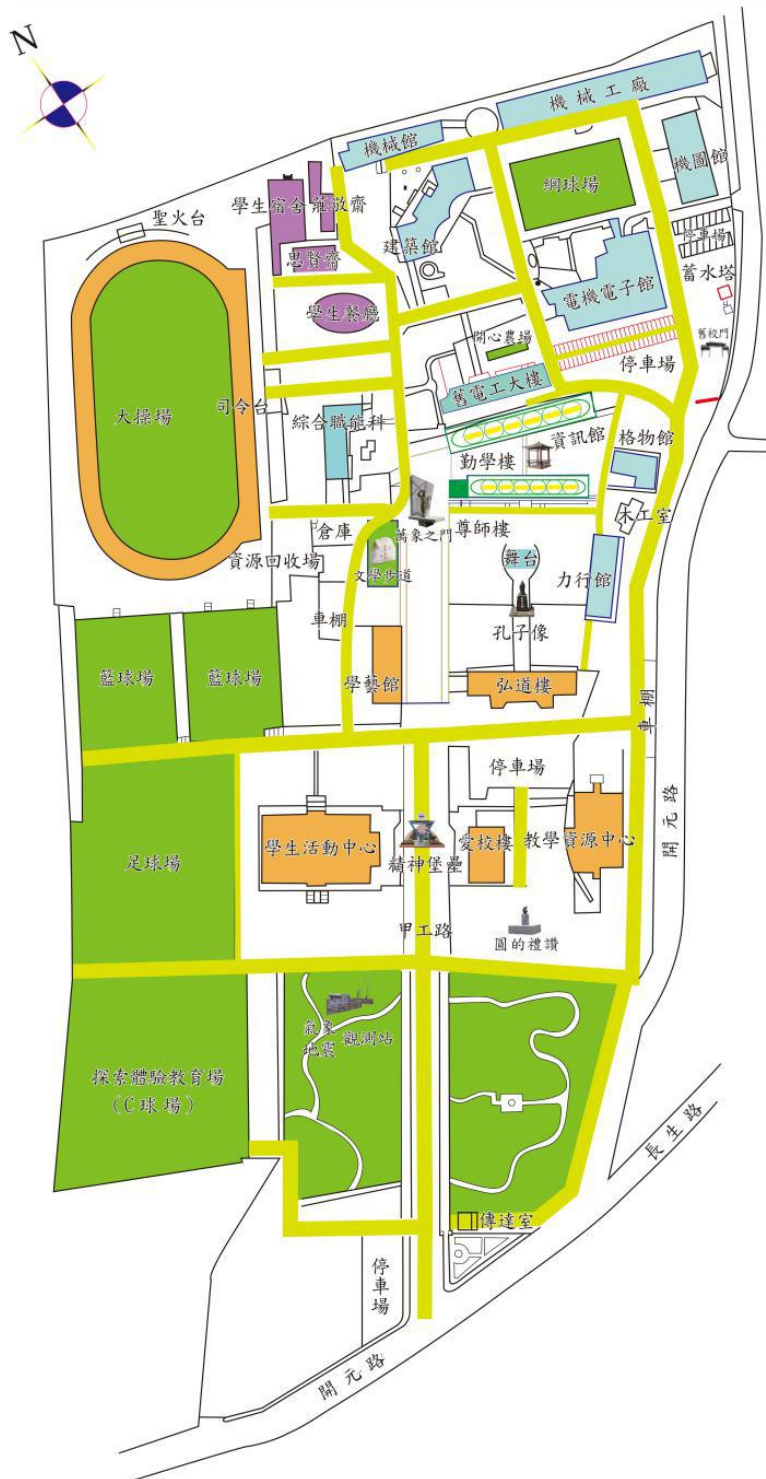 N
機械工廠
機械館
機圖館
網球場
學生宿舍
莊敬齋
聖火台
建築館
停車場
思賢齋
蓄水塔
電機電子館
學生餐廳
開心農場
舊校門
停車場
舊電工大樓
大操場
司令台
綜合職能科
資訊館
格物館
勤學樓
木工室
倉庫
萬象之門
尊師樓
資源回收場
文學步道
舞台
力行館
車棚
孔子像
籃球場
籃球場
學藝館
弘道樓
車棚
停車場
開元路
足球場
學生活動中心
精神堡壘
愛校樓
教學資源中心
甲工路
圓的禮讚
氣象
地震
觀測站
探索體驗教育場
(C球場)
長生路
傳達室
停車場
開元路